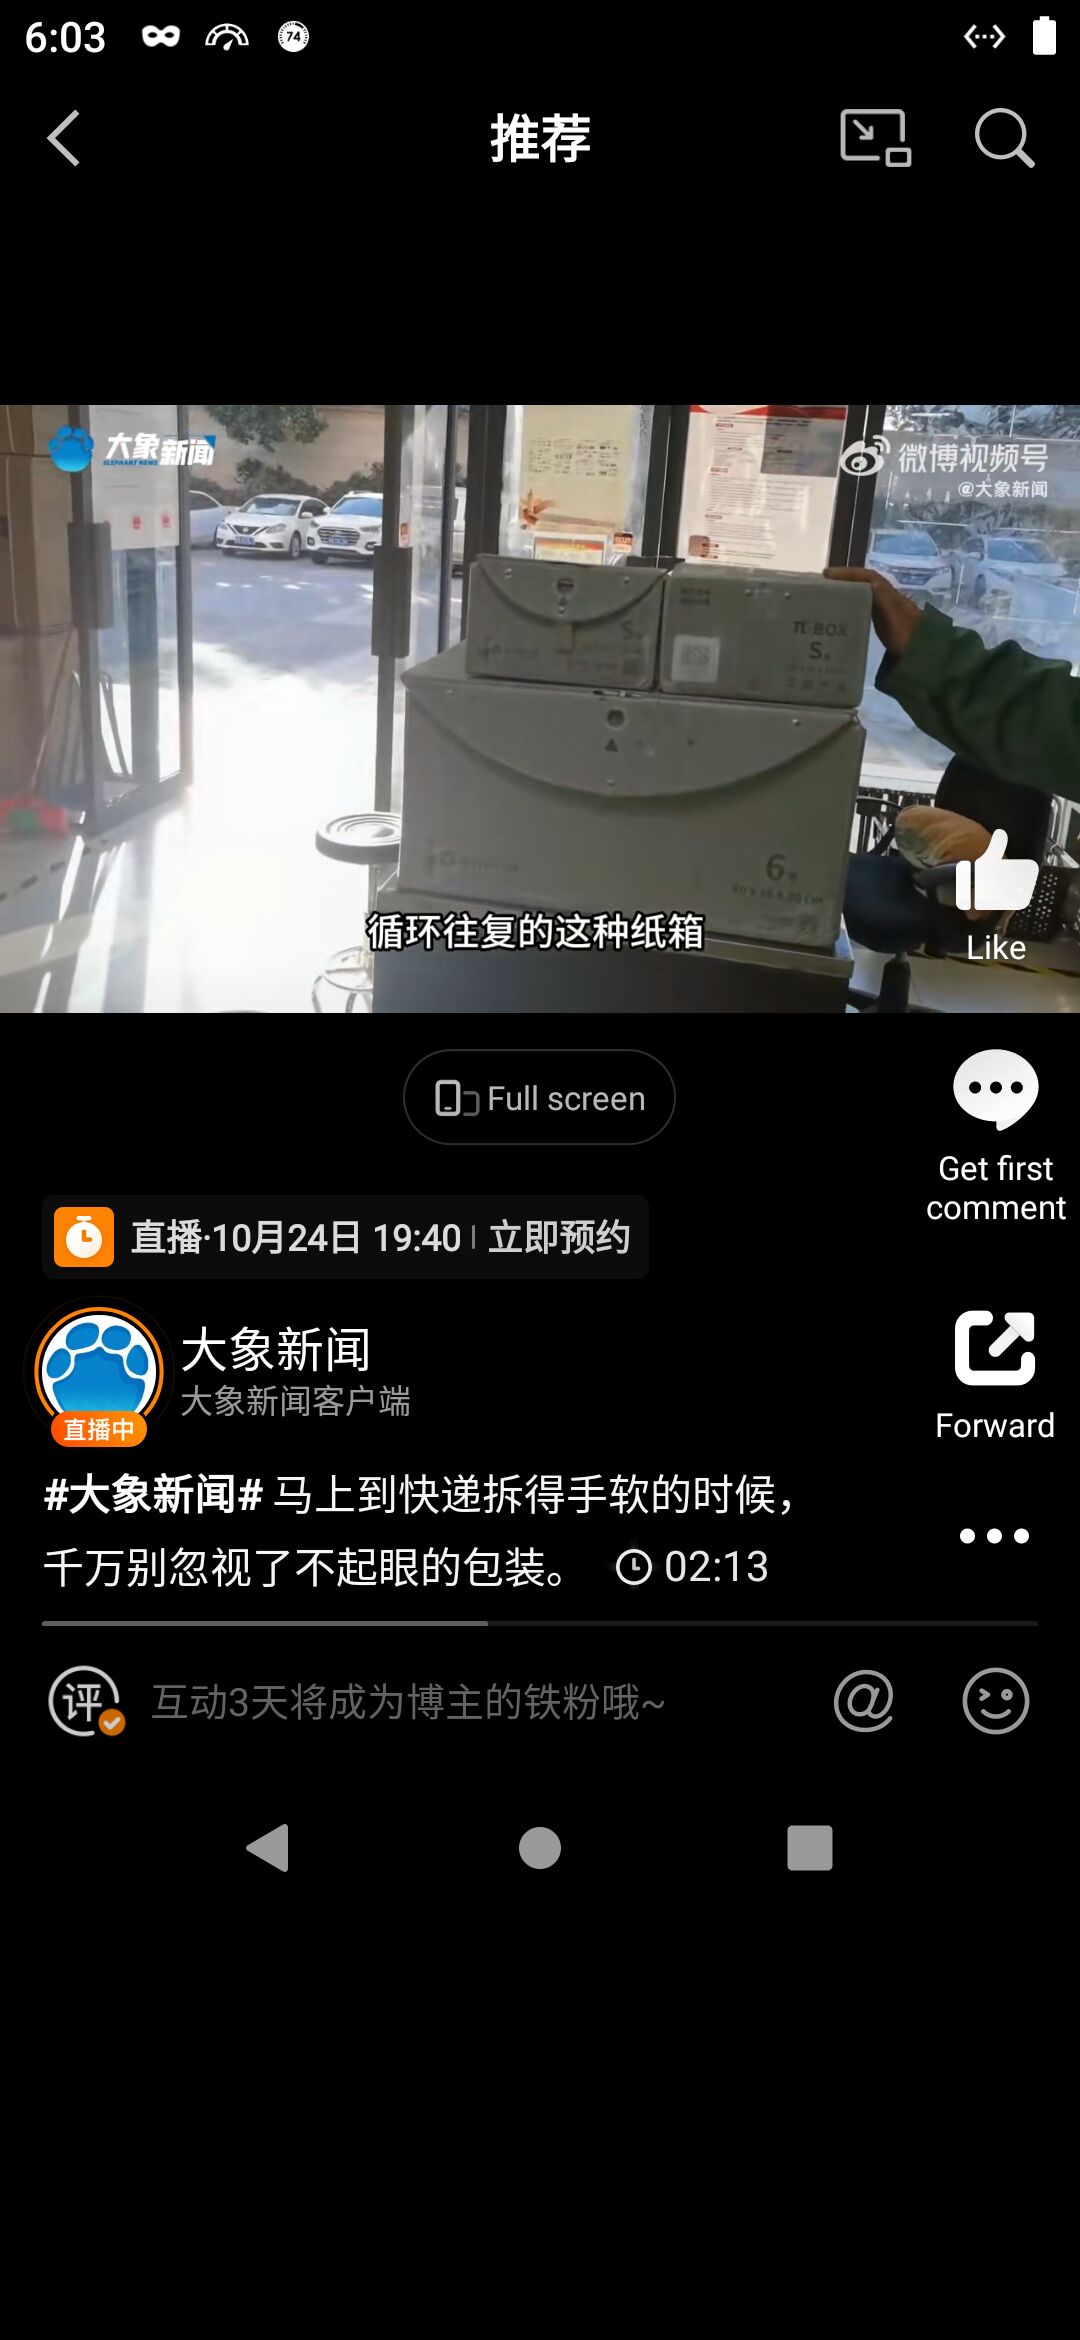 6:03
74
推荐
大象新闻
ELEPHANT NEWS
微博视频号
@大象新闻
π·BOX
S
S
6
循环往复的这种纸箱
Like
Full screen
Get first
comment
直播·10月24日 19:40 | 立即预约
大象新闻
大象新闻客户端
直播中
Forward
#大象新闻# 马上到快递拆得手软的时候，
千万别忽视了不起眼的包装。 02:13
评
互动3天将成为博主的铁粉哦~